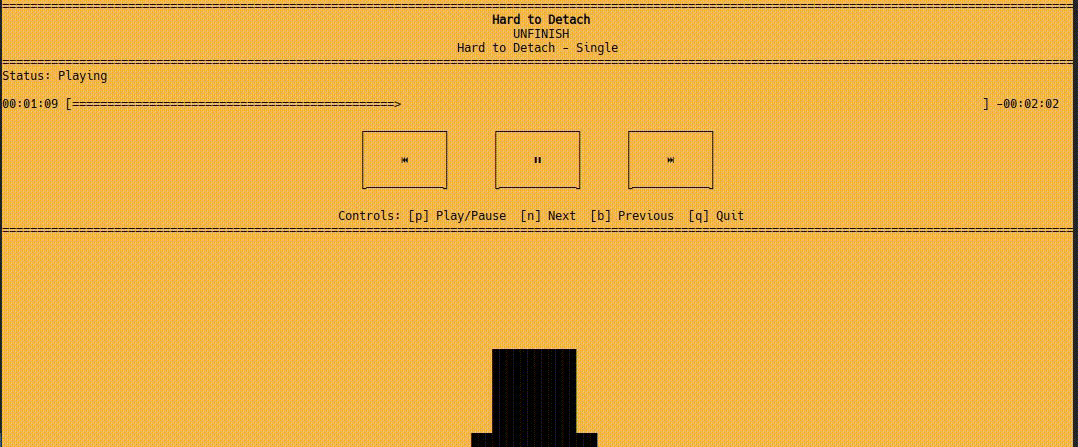 Hard to Detach
UNFINISH
Hard to Detach - Single
Status: Playing
00:01:09 [==============================================> ] -00:02:02
⏮ ⏸ ⏭
Controls: [p] Play/Pause [n] Next [b] Previous [q] Quit